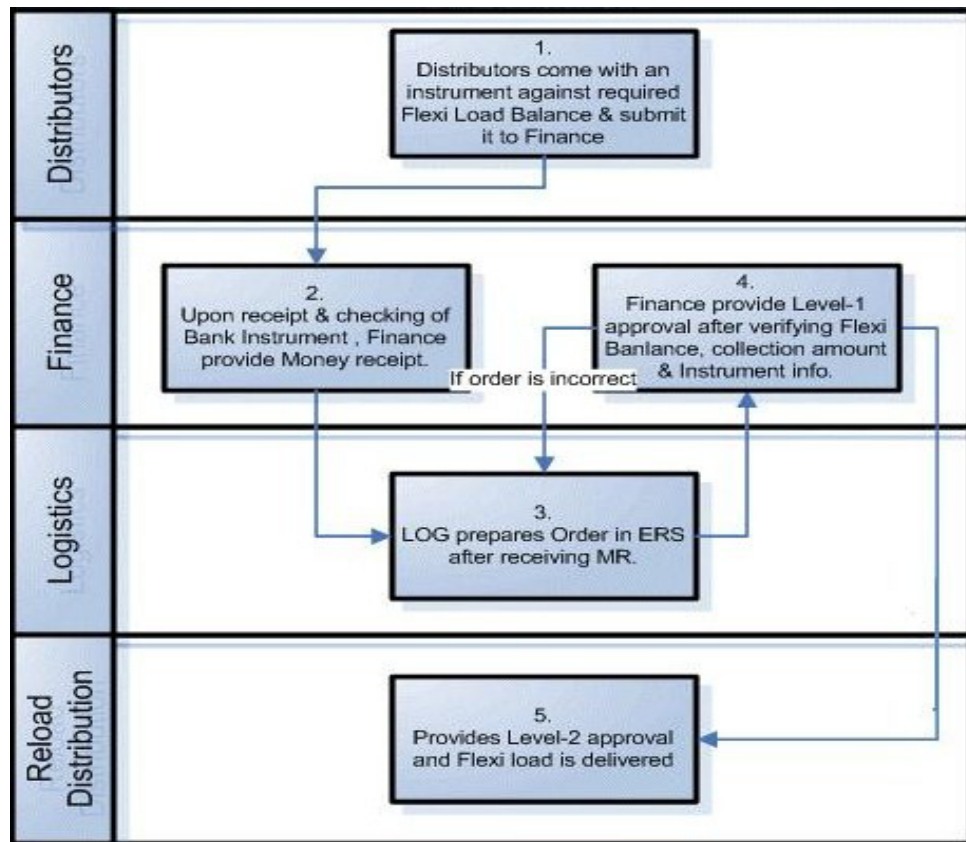 Distributors
1.
Distributors come with an
instrument against required
Flexi Load Balance & submit
it to Finance
Finance
2.
Upon receipt & checking of
Bank Instrument , Finance
provide Money receipt.
4.
Finance provide Level-1
approval after verifying Flexi
Banlance, collection amount
& Instrument info.
If order is incorrect
Logistics
3.
LOG prepares Order in ERS
after receiving MR.
Reload
Distribution
5.
Provides Level-2 approval
and Flexi load is delivered